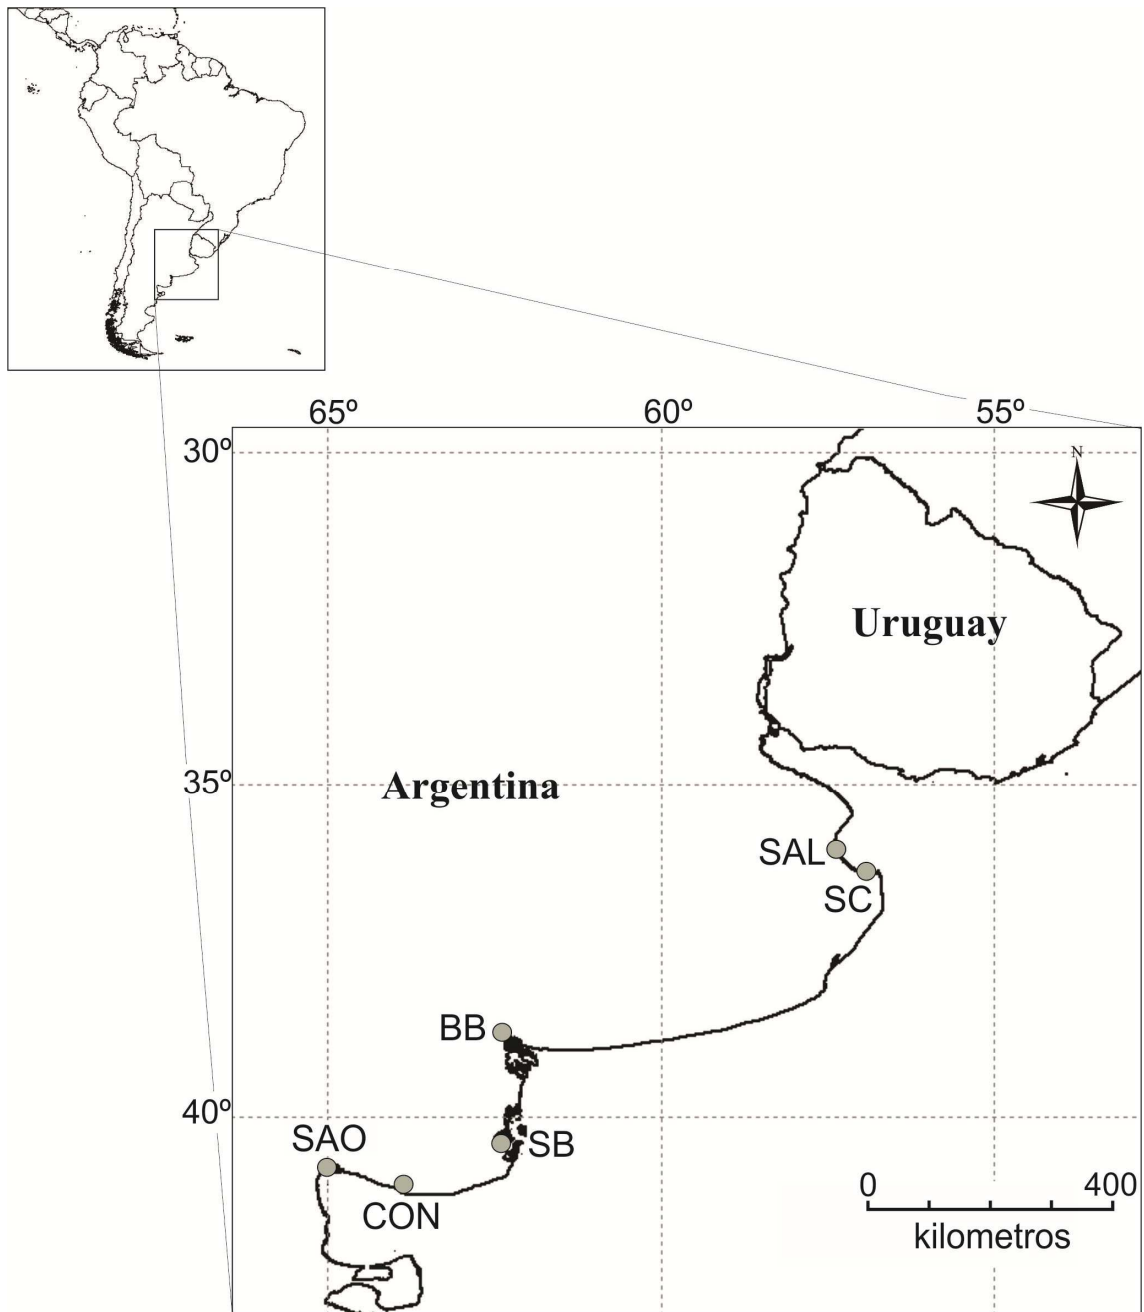 65º 60º 55º
30º
N
Uruguay
35º
Argentina
SAL
SC
BB
40º
SAO
SB
CON
0 400
kilometros